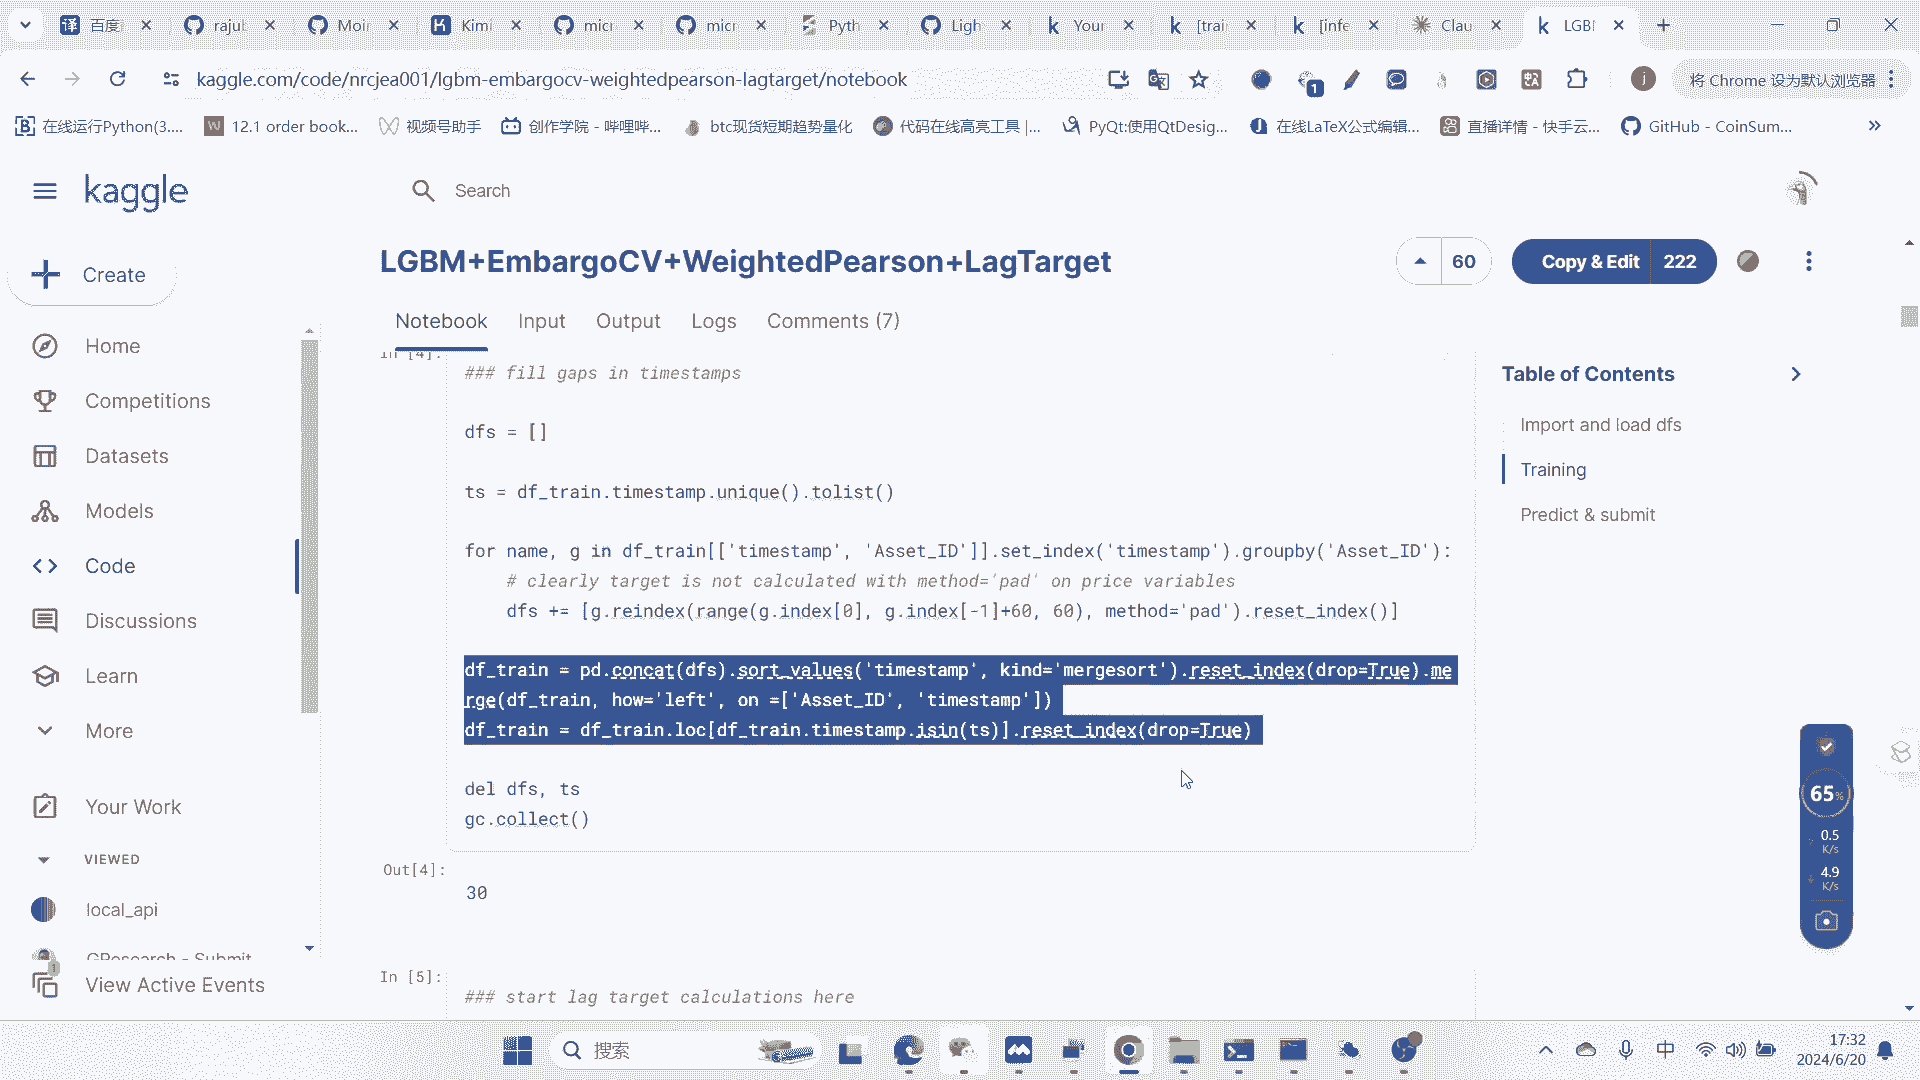 百度
rajul
Moir
Kimi
micr
micr
Pyth
Ligh
Your
[trai
[infe
Clau
LGBI
kaggle.com/code/nrcjea001/lgbm-embargocv-weightedpearson-lagtarget/notebook
1
j
将 Chrome 设为默认浏览器
在线运行Python(3....
12.1 order book...
视频号助手
创作学院 - 哔哩哔...
btc现货短期趋势量化
代码在线高亮工具 |...
PyQt:使用QtDesig...
在线LaTeX公式编辑...
直播详情 - 快手云...
GitHub - CoinSum...
kaggle
Search
Create
Home
Competitions
Datasets
Models
Code
Discussions
Learn
More
Your Work
VIEWED
local_api
GResearch - Submit
1
View Active Events
LGBM+EmbargoCV+WeightedPearson+LagTarget
60
Copy & Edit 222
Notebook
Input
Output
Logs
Comments (7)
In [4]:
### fill gaps in timestamps
dfs = []
ts = df_train.timestamp.unique().tolist()
for name, g in df_train[['timestamp', 'Asset_ID']].set_index('timestamp').groupby('Asset_ID'):
# clearly target is not calculated with method='pad' on price variables
dfs += [g.reindex(range(g.index[0], g.index[-1]+60, 60), method='pad').reset_index()]
df_train = pd.concat(dfs).sort_values('timestamp', kind='mergesort').reset_index(drop=True).me
rge(df_train, how='left', on =['Asset_ID', 'timestamp'])
df_train = df_train.loc[df_train.timestamp.isin(ts)].reset_index(drop=True)
del dfs, ts
gc.collect()
Out[4]:
30
In [5]:
### start lag target calculations here
Table of Contents
Import and load dfs
Training
Predict & submit
65%
0.5
K/s
4.9
K/s
搜索
中
17:32
2024/6/20